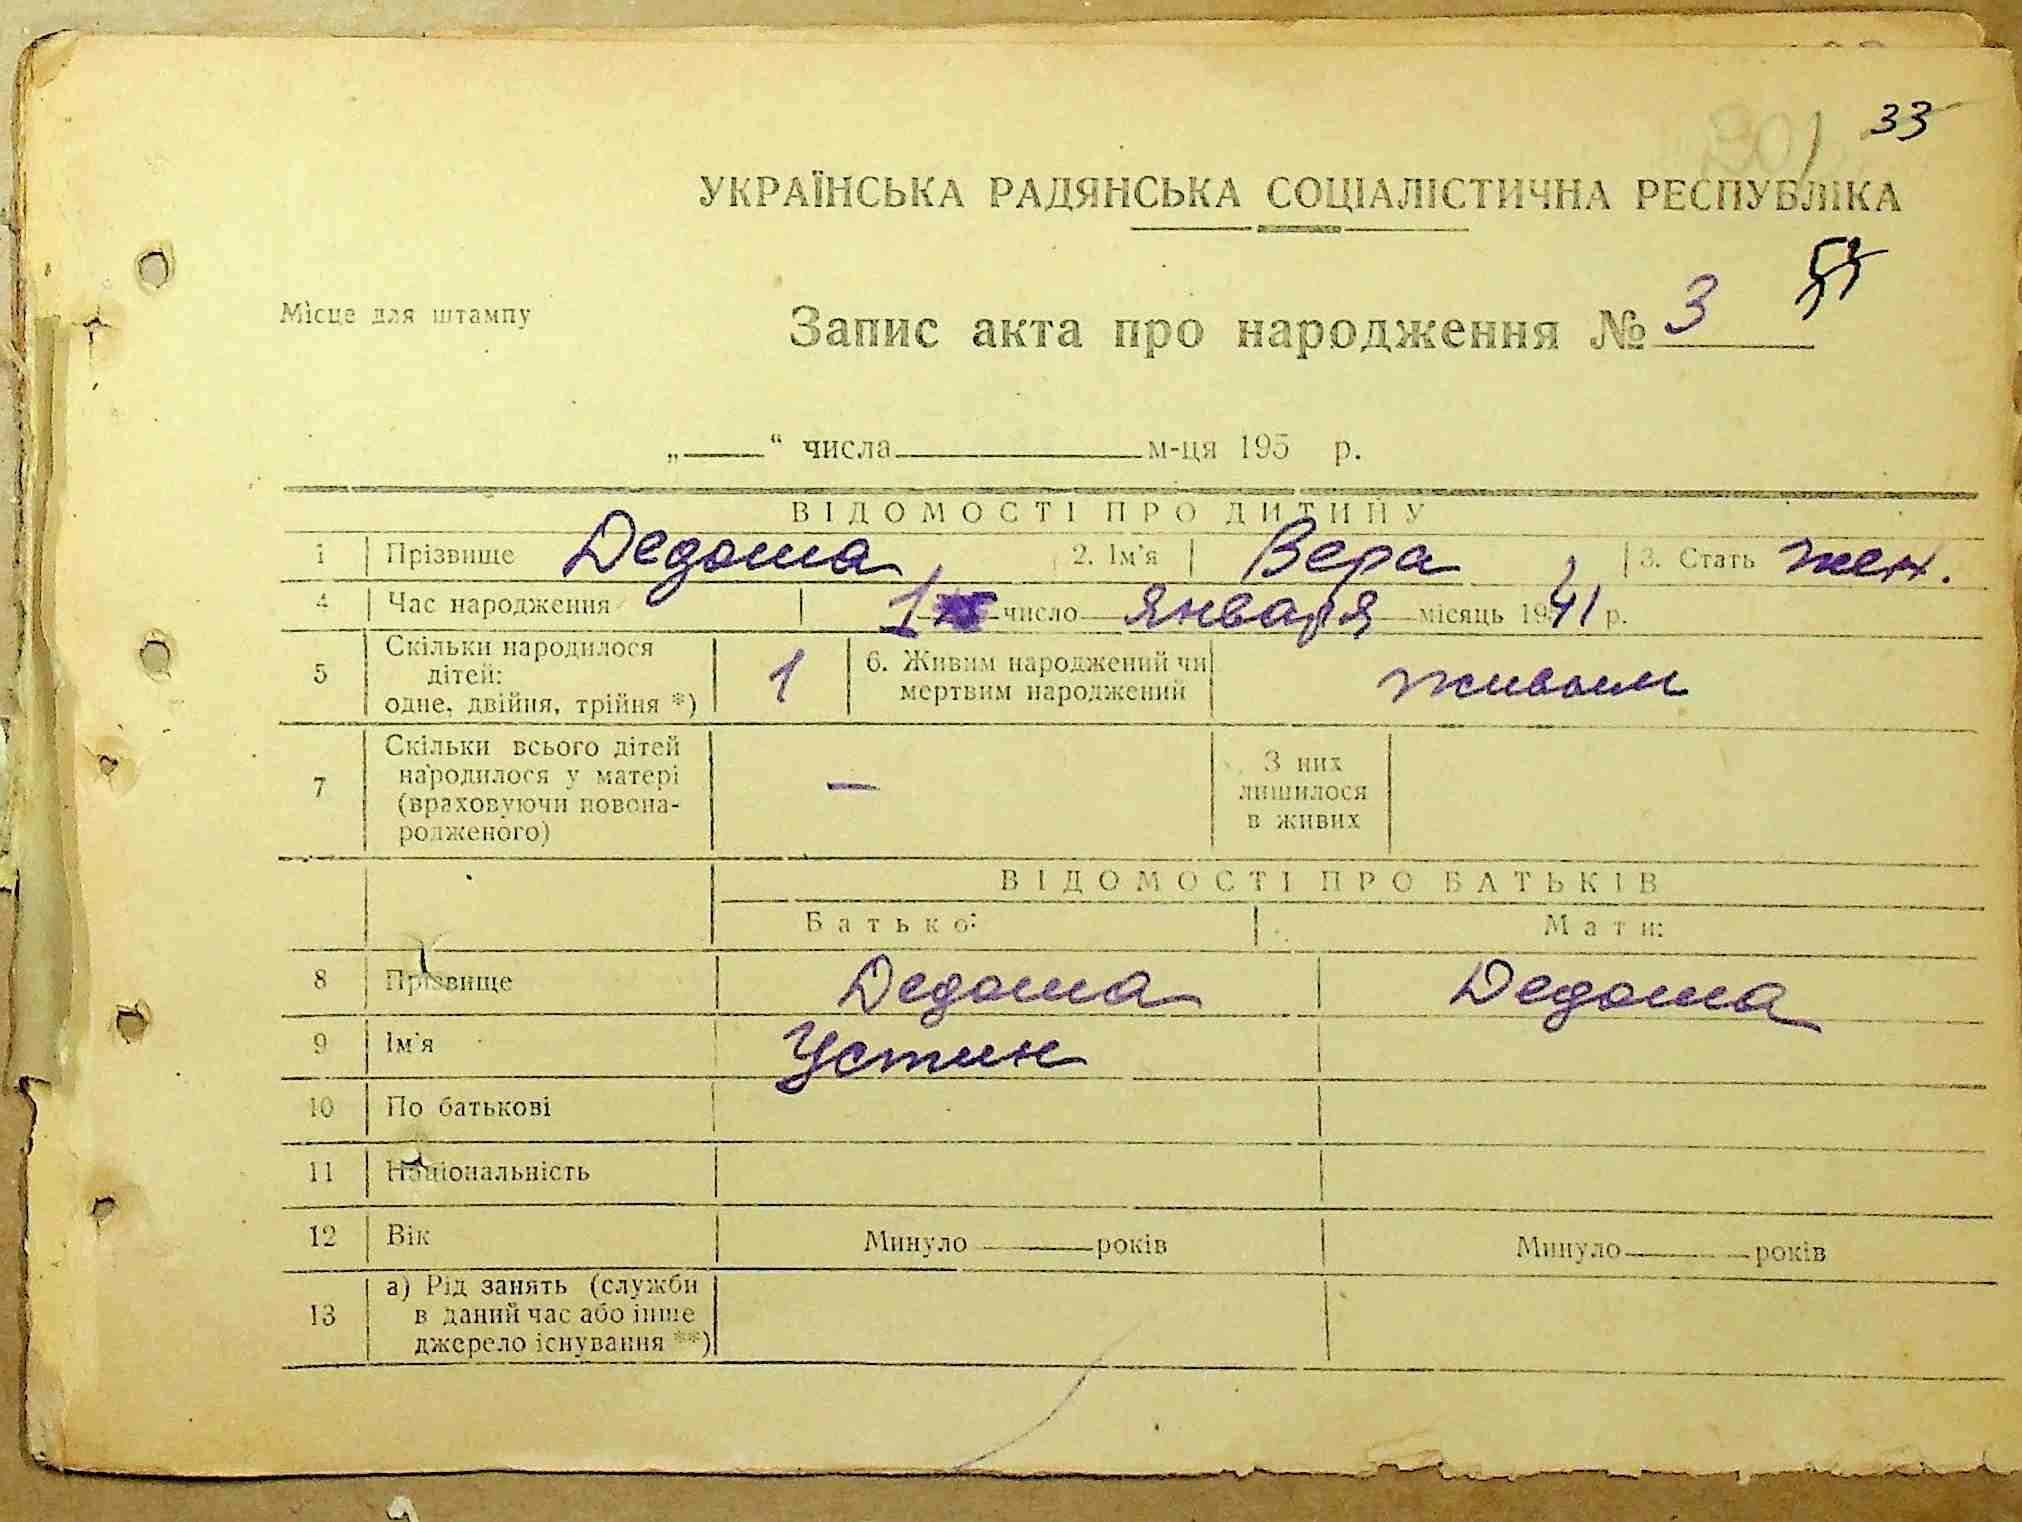 33
УКРАЇНСЬКА РАДЯНСЬКА СОЦІАЛІСТИЧНА РЕСПУБЛІКА
Місце для штампу
Запис акта про народження № 3
„ “ числа м-ця 195 р.
ВІДОМОСТІ ПРО ДИТИНУ
1 Прізвище Дедоша 2. Ім'я Вера 3. Стать жен.
4 Час народження 1 число января місяць 1941 р.
5 Скільки народилося дітей: одне, двійня, трійня *) 1 6. Живим народжений чи мертвим народжений живым
7 Скільки всього дітей народилося у матері (враховуючи новонародженого) — З них лишилося в живих
ВІДОМОСТІ ПРО БАТЬКІВ
Батько: Мати:
8 Прізвище Дедоша Дедоша
9 Ім'я Устин
10 По батькові
11 Національність
12 Вік Минуло років Минуло років
13 а) Рід занять (служби в даний час або інше джерело існування **)